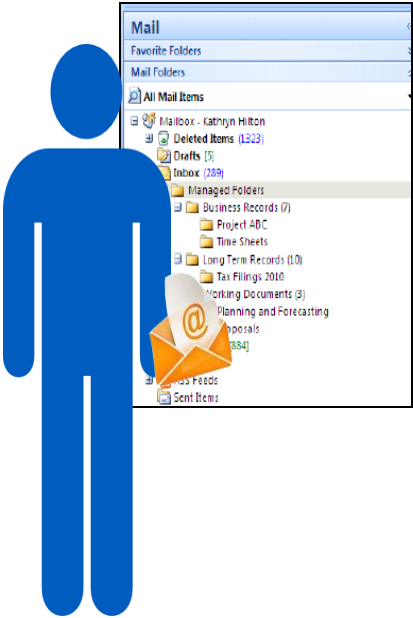 Mail
Favorite Folders
Mail Folders
All Mail Items
Mailbox - Kathryn Hilton
Deleted Items (1323)
Drafts [5]
Inbox (289)
Managed Folders
Business Records (7)
Project ABC
Time Sheets
Long Term Records (10)
Tax Filings 2010
Working Documents (3)
Planning and Forecasting
[884]
Feeds
Sent Items
@